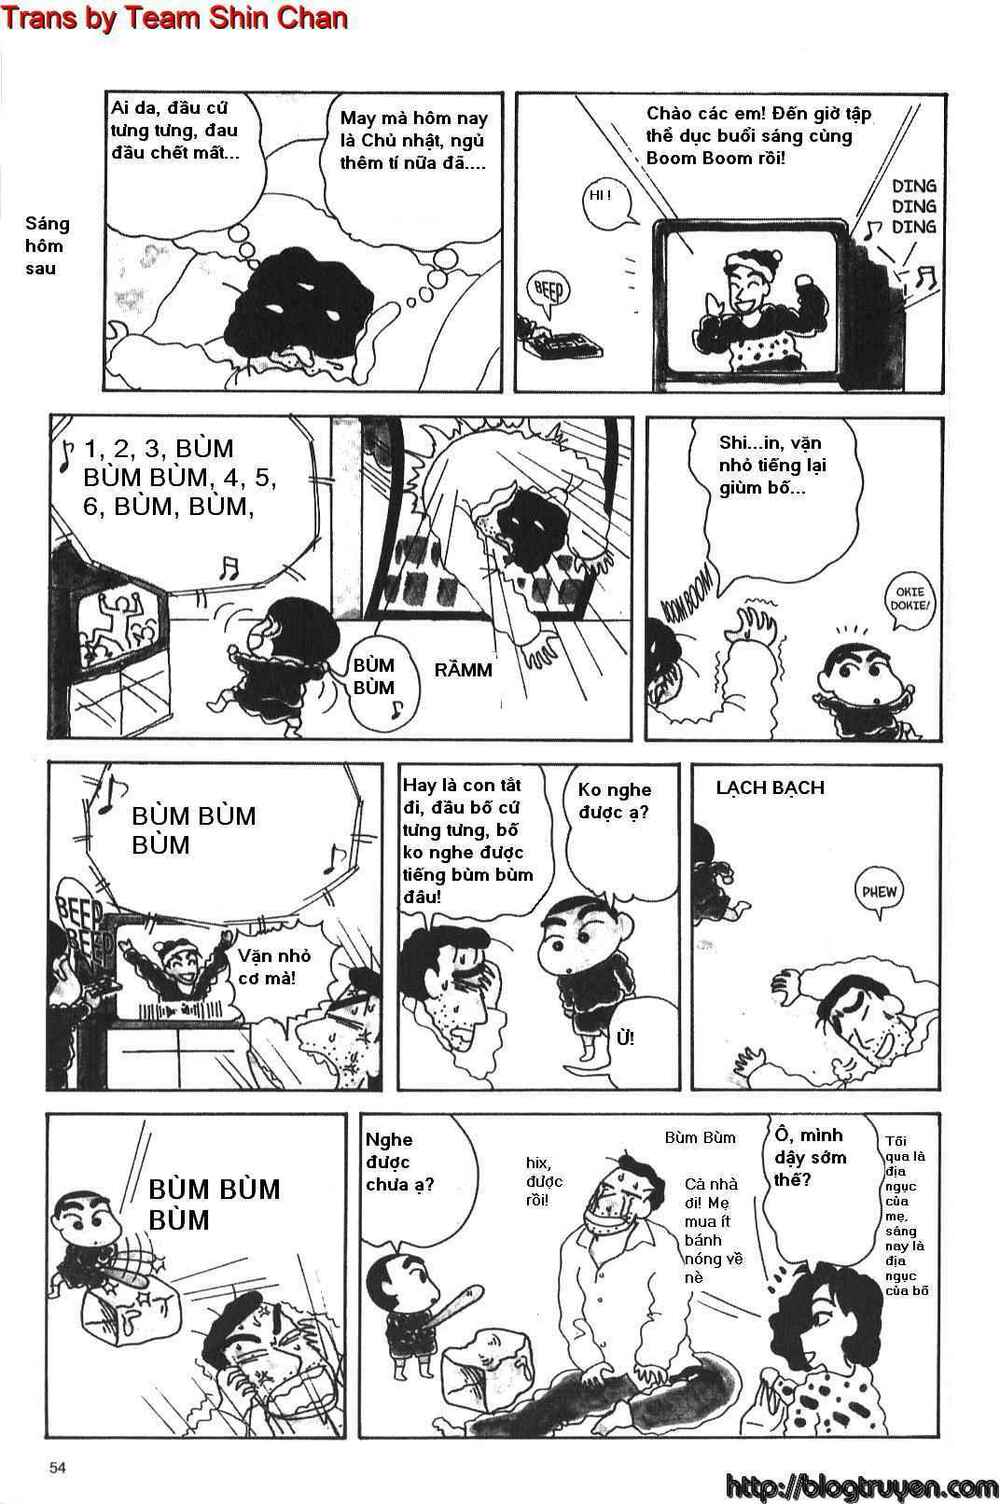 Trans by Team Shin Chan
Sáng
hôm
sau
Ai da, đầu cứ
tưng tưng, đau
đầu chết mất...
May mà hôm nay
là Chủ nhật, ngủ
thêm tí nữa đã....
Chào các em! Đến giờ tập
thể dục buổi sáng cùng
Boom Boom rồi!
HI !
BEEP
DING
DING
DING
1, 2, 3, BÙM
BÙM BÙM, 4, 5,
6, BÙM, BÙM,
BÙM
BÙM
RẦMM
Shi...in, vặn
nhỏ tiếng lại
giùm bố...
BOOM BOOM
OKIE
DOKIE!
BÙM BÙM
BÙM
BEEP
BEEP
Vặn nhỏ
cơ mà!
Hay là con tắt
đi, đầu bố cứ
tưng tưng, bố
ko nghe được
tiếng bùm bùm
đâu!
Ko nghe
được ạ?
Ừ!
LẠCH BẠCH
PHEW
BÙM BÙM
BÙM
Nghe
được
chưa ạ?
hix,
được
rồi!
Bùm Bùm
Cả nhà
đi! Mẹ
mua ít
bánh
nóng về
nè
Ô, mình
dậy sớm
thế?
Tối
qua là
địa
ngục
của
mẹ,
sáng
nay là
địa
ngục
của bố
54
http://blogtruyen.com